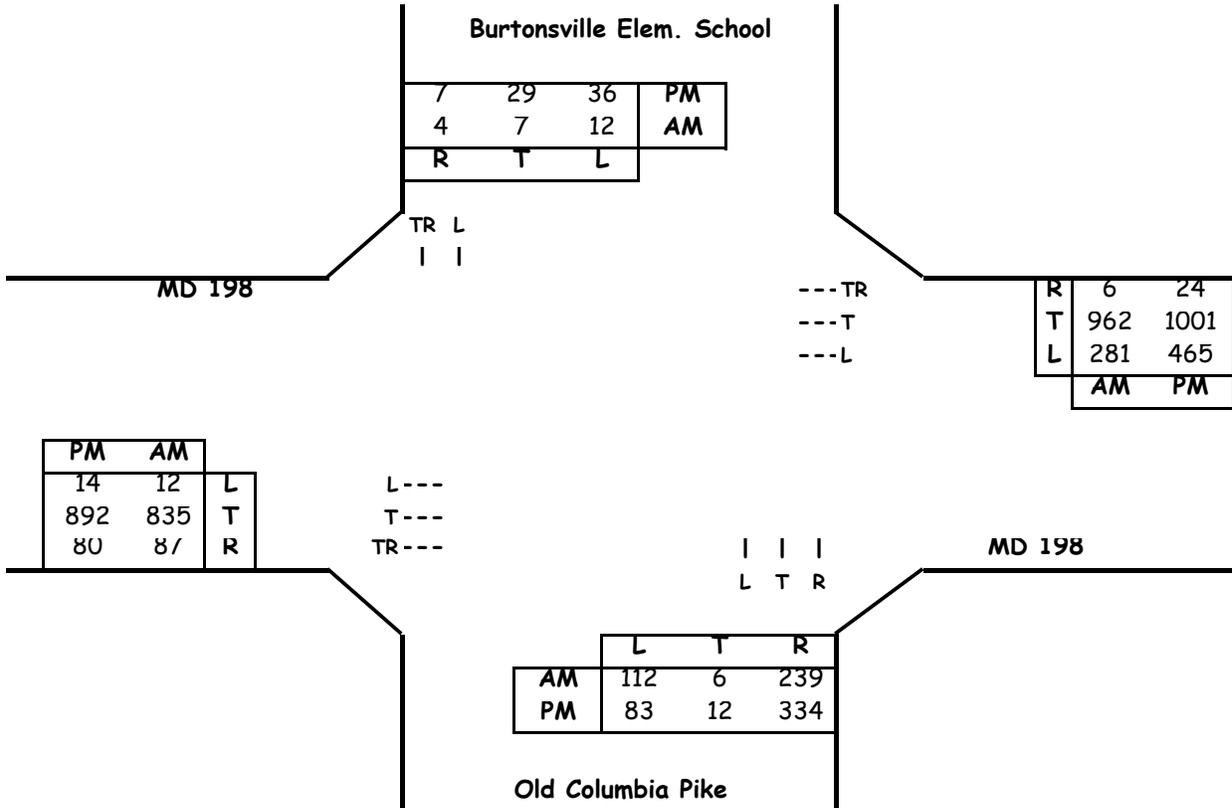 Burtonsville Elem. School
7 29 36 PM
4 7 12 AM
R T L
TR L
MD 198
---TR
---T
---L
R 6 24
T 962 1001
L 281 465
AM PM
PM AM
14 12 L
892 835 T
80 87 R
L---
T---
TR---
L T R
MD 198
L T R
AM 112 6 239
PM 83 12 334
Old Columbia Pike